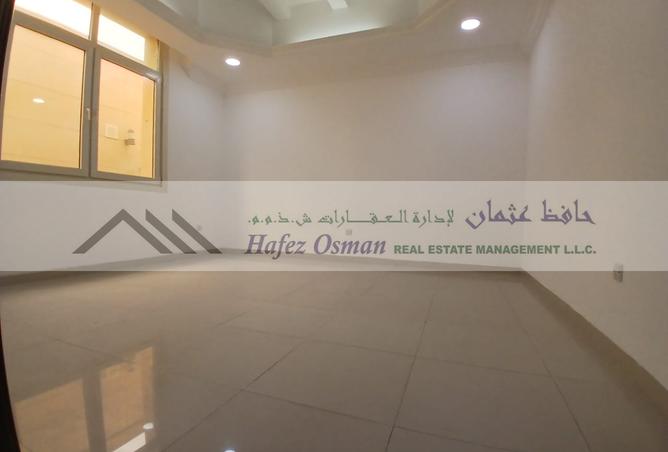 حافظ عثمان لإدارة العقارات ش.ذ.م.م.
Hafez Osman REAL ESTATE MANAGEMENT L.L.C.